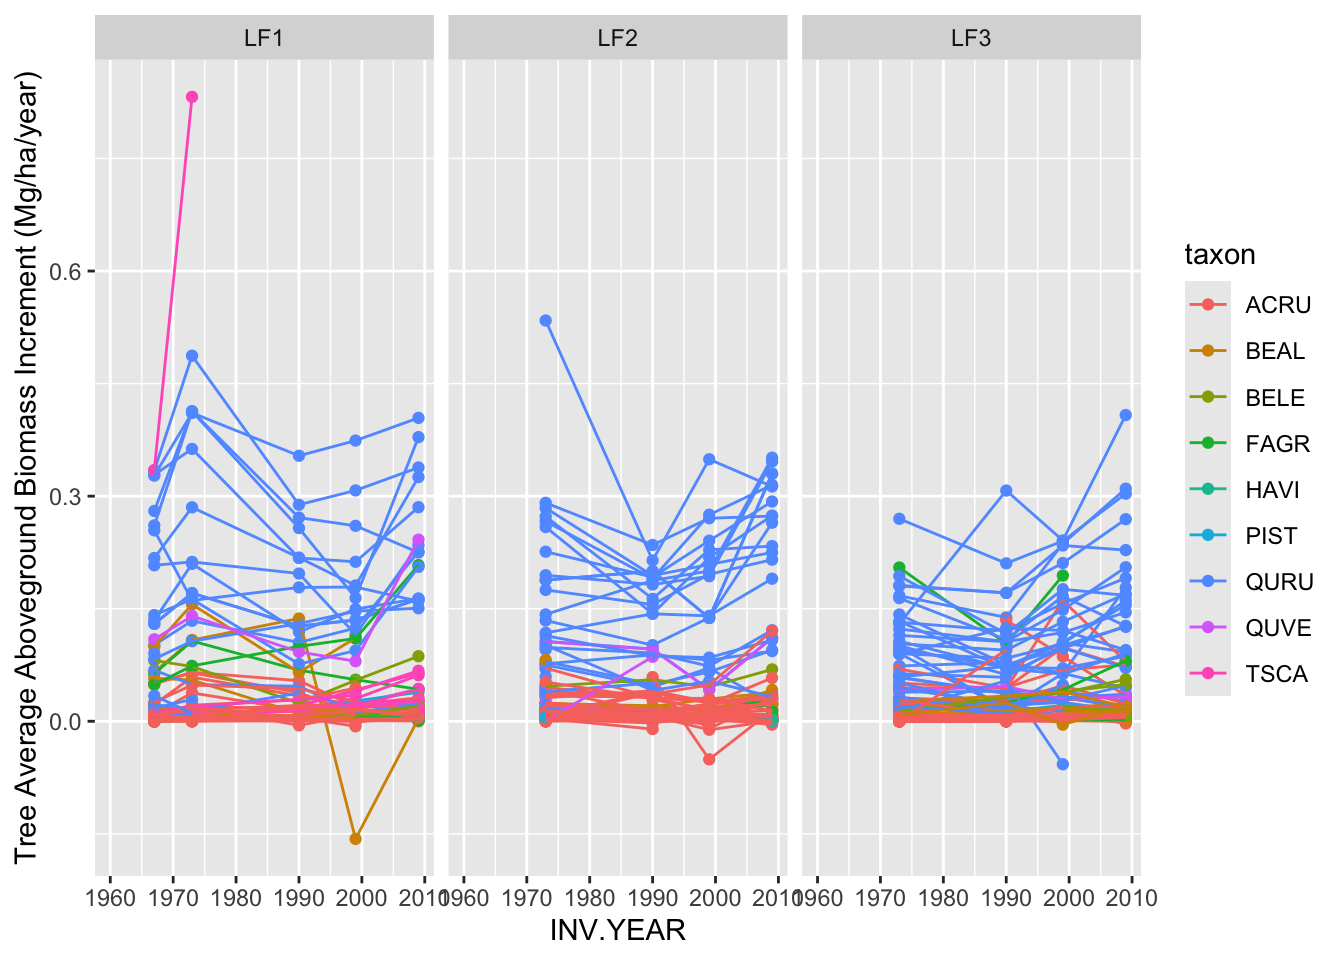 LF1 LF2 LF3
Tree Average Aboveground Biomass Increment (Mg/ha/year)
0.6
0.3
0.0
1960 1970 1980 1990 2000 2010 1960 1970 1980 1990 2000 2010 1960 1970 1980 1990 2000 2010
INV.YEAR
taxon
ACRU
BEAL
BELE
FAGR
HAVI
PIST
QURU
QUVE
TSCA